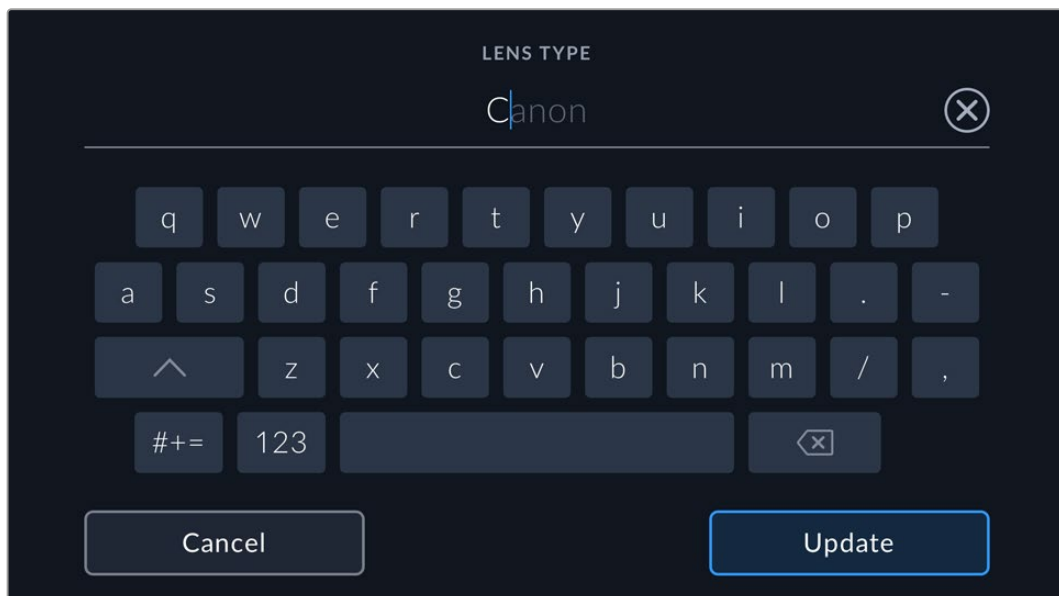 LENS TYPE
Canon
q w e r t y u i o p
a s d f g h j k l . -
z x c v b n m / ,
#+= 123
Cancel Update